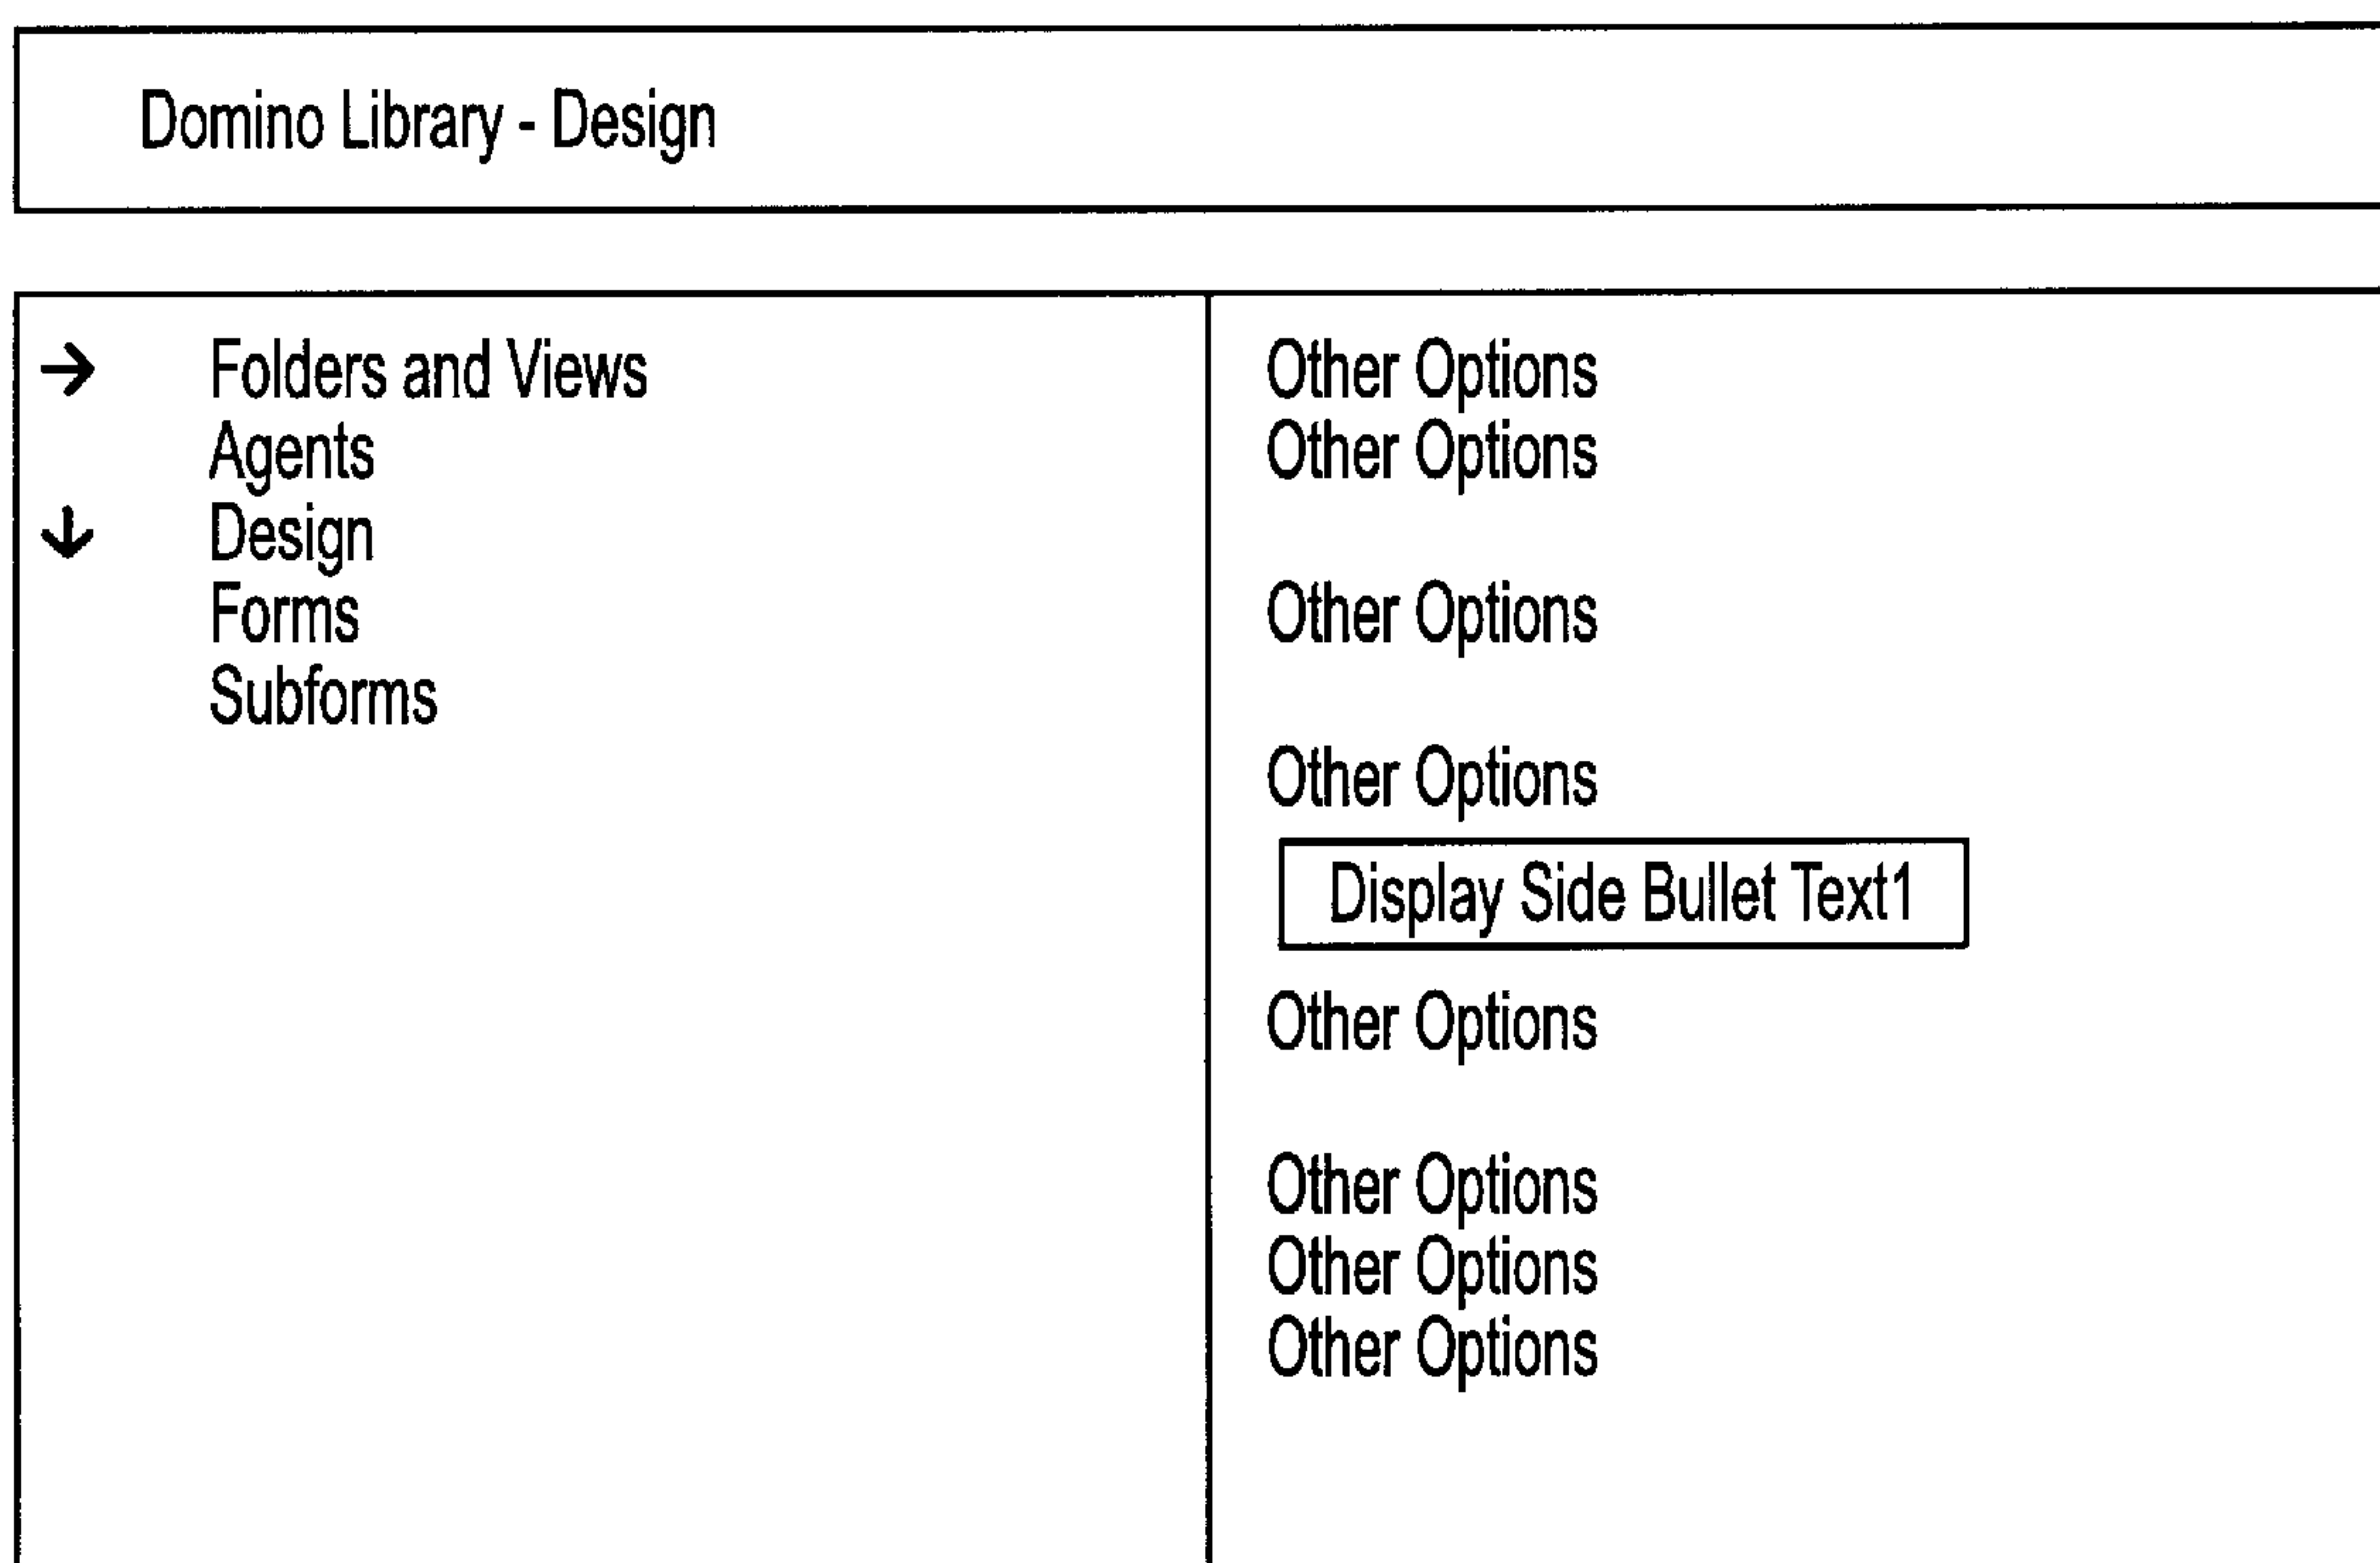 Domino Library - Design
→ Folders and Views
Agents
↓ Design
Forms
Subforms
Other Options
Other Options
Other Options
Other Options
Display Side Bullet Text1
Other Options
Other Options
Other Options
Other Options